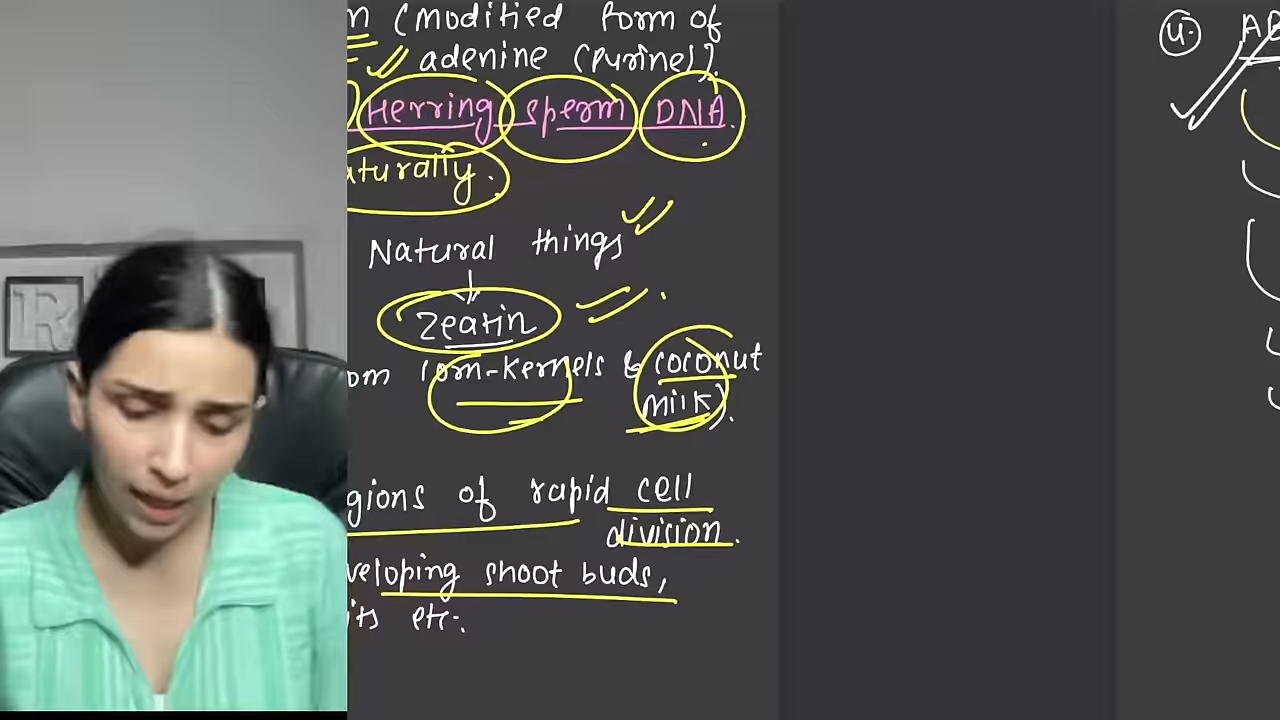 (modified form of
adenine (purine)).
Herring sperm DNA.
aturally.
Natural things
Zeatin
om corn-kernels & coconut
milk).
gions of rapid cell
division.
veloping shoot buds,
its etc.
4.
R